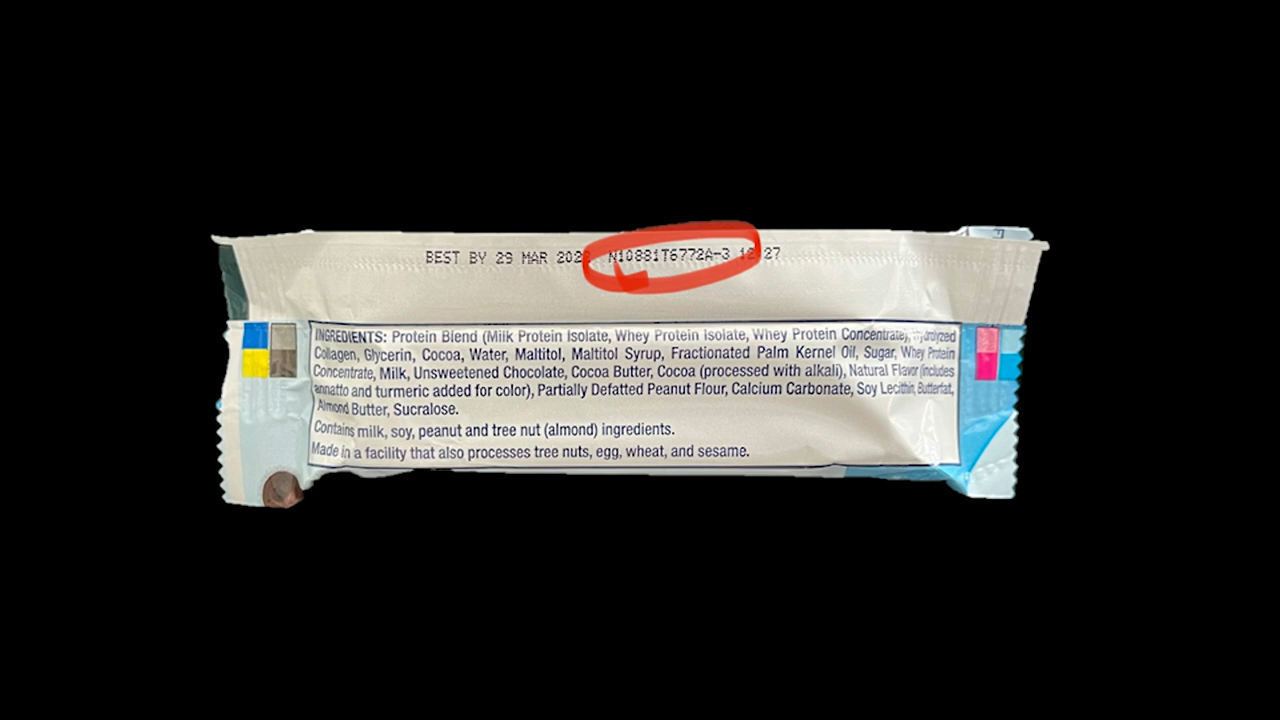 BEST BY 29 MAR 2022 N10881T6772A-3 12:27
INGREDIENTS: Protein Blend (Milk Protein Isolate, Whey Protein Isolate, Whey Protein Concentrate), Hydrolyzed
Collagen, Glycerin, Cocoa, Water, Maltitol, Maltitol Syrup, Fractionated Palm Kernel Oil, Sugar, Whey Protein
Concentrate, Milk, Unsweetened Chocolate, Cocoa Butter, Cocoa (processed with alkali), Natural Flavor (includes
annatto and turmeric added for color), Partially Defatted Peanut Flour, Calcium Carbonate, Soy Lecithin, Butterfat,
Almond Butter, Sucralose.
Contains milk, soy, peanut and tree nut (almond) ingredients.
Made in a facility that also processes tree nuts, egg, wheat, and sesame.